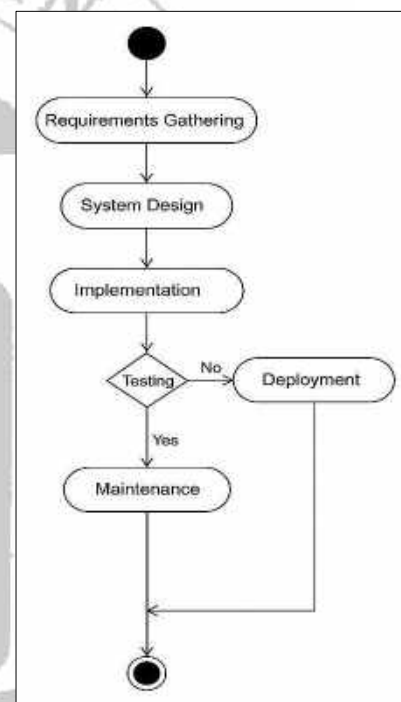 Requirements Gathering
System Design
Implementation
Testing
No
Deployment
Yes
Maintenance